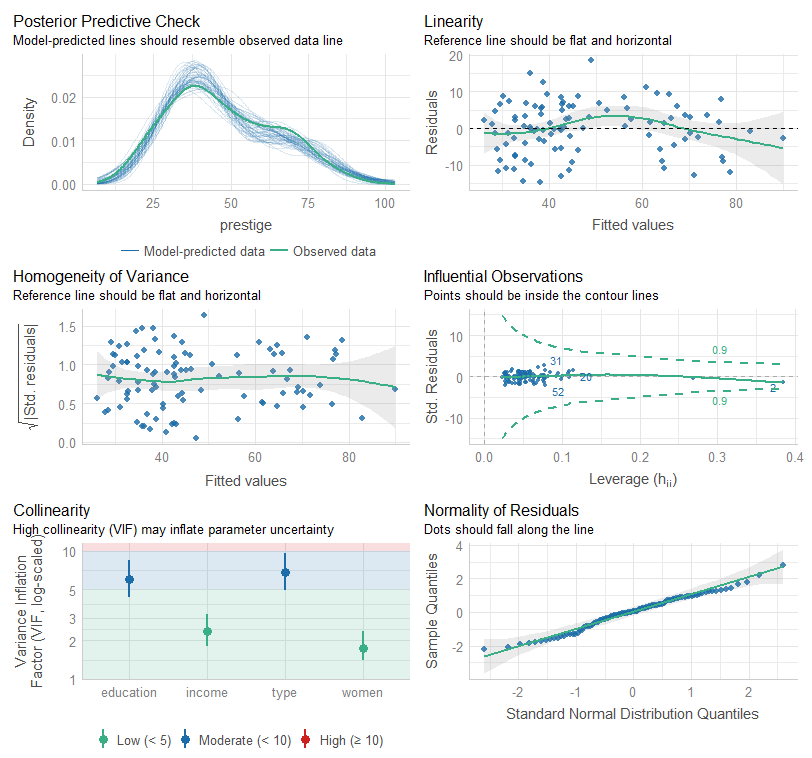 Posterior Predictive Check
Model-predicted lines should resemble observed data line
Density
0.02
0.01
0.00
25
50
75
100
prestige
Model-predicted data
Observed data
Linearity
Reference line should be flat and horizontal
Residuals
20
10
0
-10
40
60
80
Fitted values
Homogeneity of Variance
Reference line should be flat and horizontal
√|Std. residuals|
1.5
1.0
0.5
0.0
40
60
80
Fitted values
Influential Observations
Points should be inside the contour lines
Std. Residuals
10
0
-10
0.9
31
20
52
2
0.9
0.0
0.1
0.2
0.3
0.4
Leverage (hii)
Collinearity
High collinearity (VIF) may inflate parameter uncertainty
Variance Inflation
Factor (VIF, log-scaled)
10
5
3
2
1
education
income
type
women
Low (< 5)
Moderate (< 10)
High (≥ 10)
Normality of Residuals
Dots should fall along the line
Sample Quantiles
4
2
0
-2
-2
-1
0
1
2
Standard Normal Distribution Quantiles